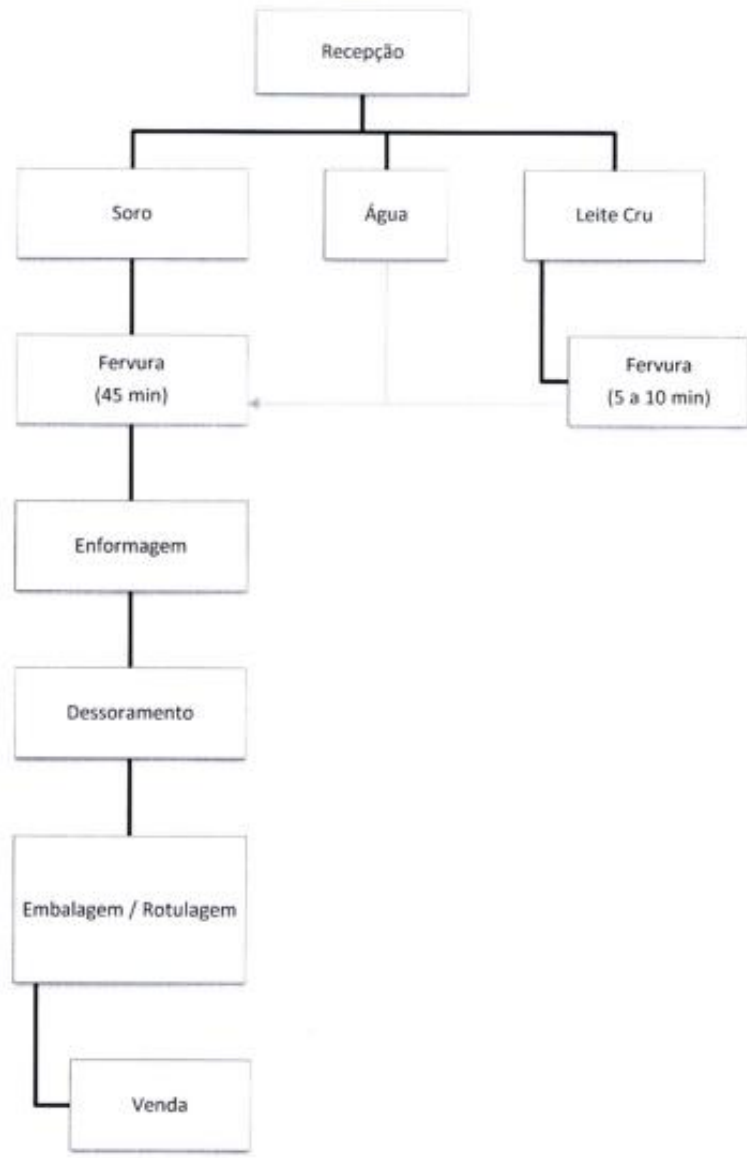 Recepção
Soro
Água
Leite Cru
Fervura
(45 min)
Fervura
(5 a 10 min)
Enformagem
Dessoramento
Embalagem / Rotulagem
Venda